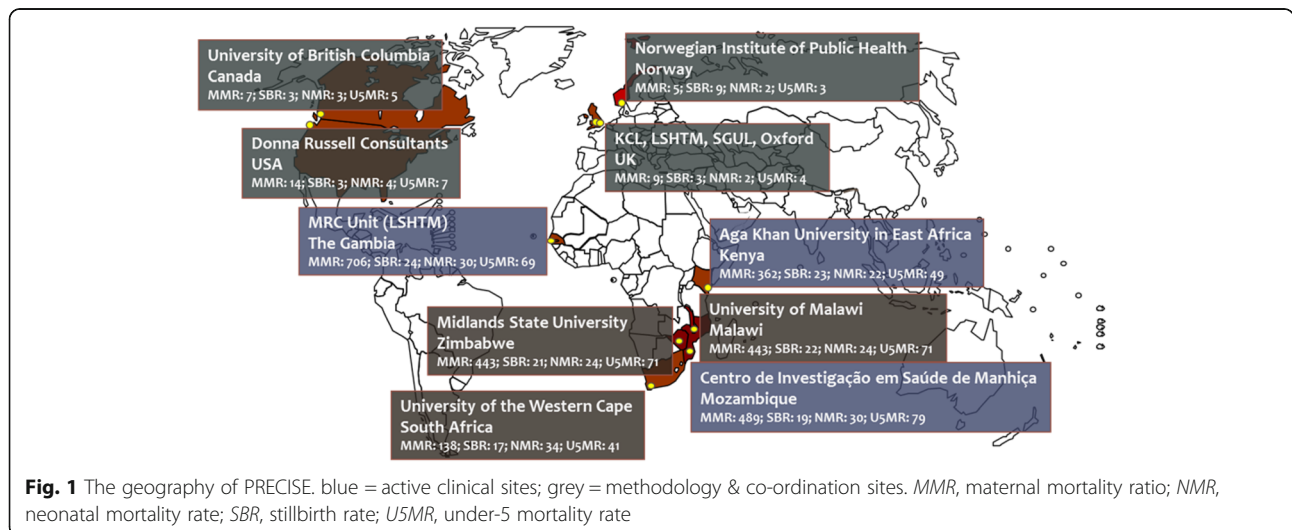 University of British Columbia
Canada
MMR: 7; SBR: 3; NMR: 3; U5MR: 5
Norwegian Institute of Public Health
Norway
MMR: 5; SBR: 9; NMR: 2; U5MR: 3
Donna Russell Consultants
USA
MMR: 14; SBR: 3; NMR: 4; U5MR: 7
KCL, LSHTM, SGUL, Oxford
UK
MMR: 9; SBR: 3; NMR: 2; U5MR: 4
MRC Unit (LSHTM)
The Gambia
MMR: 706; SBR: 24; NMR: 30; U5MR: 69
Aga Khan University in East Africa
Kenya
MMR: 362; SBR: 23; NMR: 22; U5MR: 49
Midlands State University
Zimbabwe
MMR: 443; SBR: 21; NMR: 24; U5MR: 71
University of Malawi
Malawi
MMR: 443; SBR: 22; NMR: 24; U5MR: 71
Centro de Investigação em Saúde de Manhiça
Mozambique
MMR: 489; SBR: 19; NMR: 30; U5MR: 79
University of the Western Cape
South Africa
MMR: 138; SBR: 17; NMR: 34; U5MR: 41
Fig. 1 The geography of PRECISE. blue = active clinical sites; grey = methodology & co-ordination sites. MMR, maternal mortality ratio; NMR,
neonatal mortality rate; SBR, stillbirth rate; U5MR, under-5 mortality rate